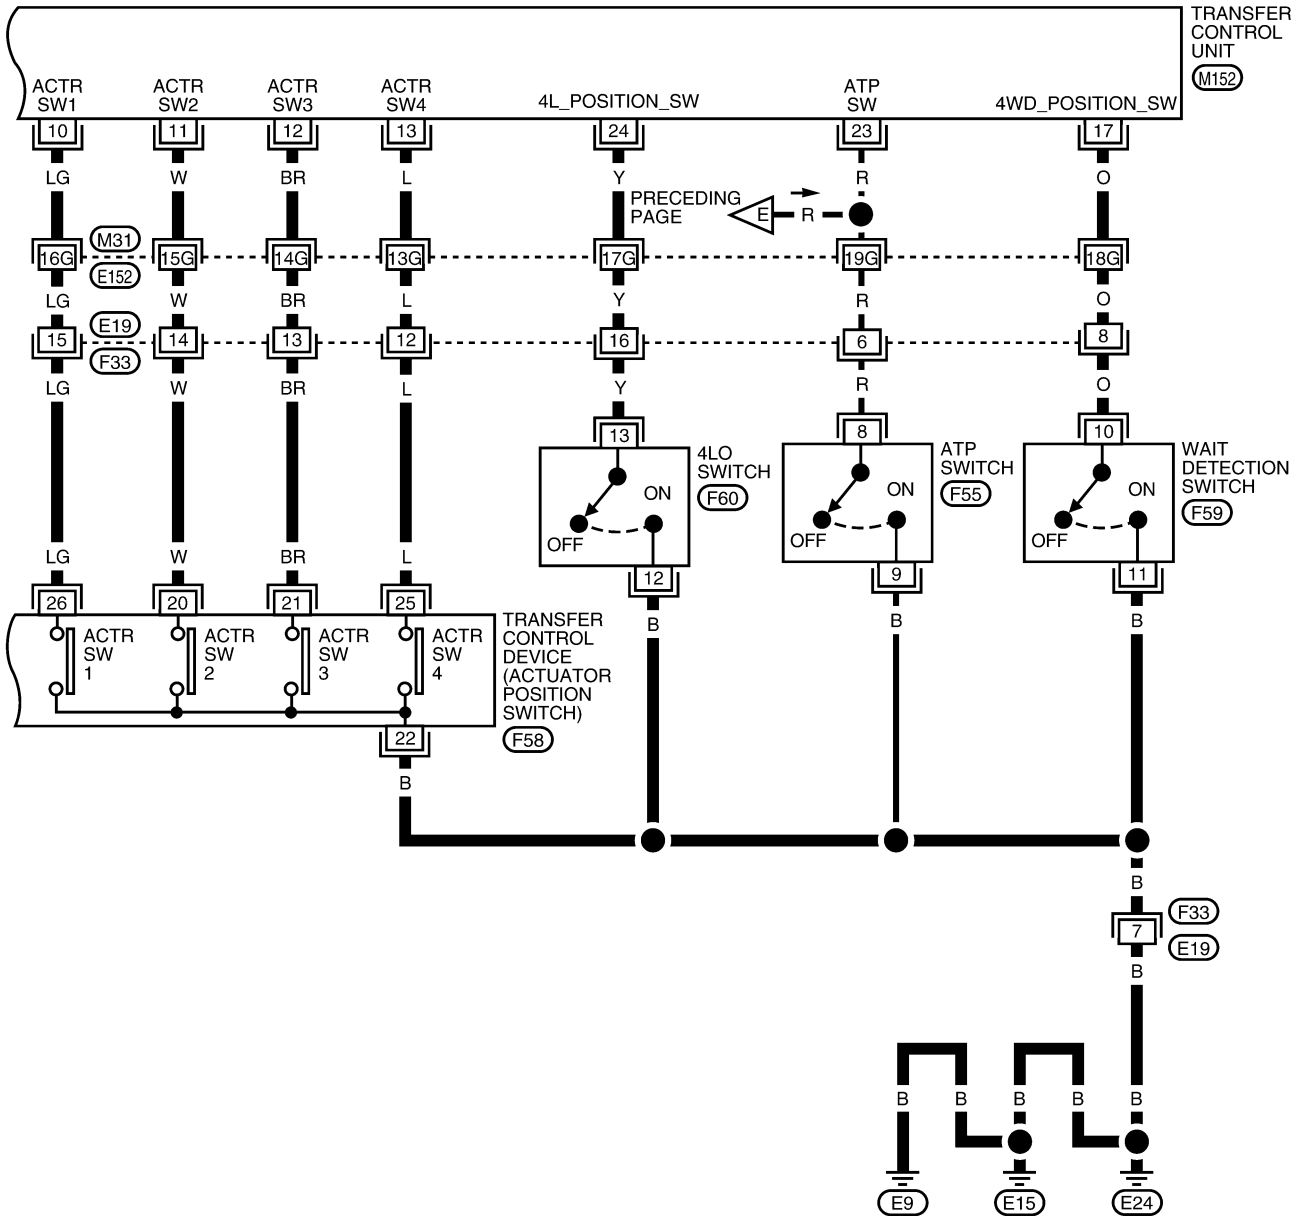 TRANSFER
CONTROL
UNIT
M152
ACTR
SW1
ACTR
SW2
ACTR
SW3
ACTR
SW4
4L_POSITION_SW
ATP
SW
4WD_POSITION_SW
10
11
12
13
24
23
17
LG
W
BR
L
Y
R
O
PRECEDING
PAGE
E
R
M31
16G
15G
14G
13G
17G
19G
18G
E152
LG
W
BR
L
Y
R
O
E19
15
14
13
12
16
6
8
F33
LG
W
BR
L
Y
R
O
13
8
10
4LO
SWITCH
F60
ON
OFF
ATP
SWITCH
F55
ON
OFF
WAIT
DETECTION
SWITCH
F59
ON
OFF
LG
W
BR
L
12
9
11
26
20
21
25
B
B
B
ACTR
SW
1
ACTR
SW
2
ACTR
SW
3
ACTR
SW
4
TRANSFER
CONTROL
DEVICE
(ACTUATOR
POSITION
SWITCH)
F58
22
B
B
F33
7
E19
B
B
B
B
B
B
E9
E15
E24